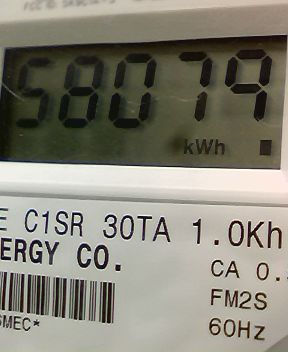 58079
kWh
E C1SR 30TA 1.0Kh
ERGY CO.
CA 0.
FM2S
60Hz
SMEC*